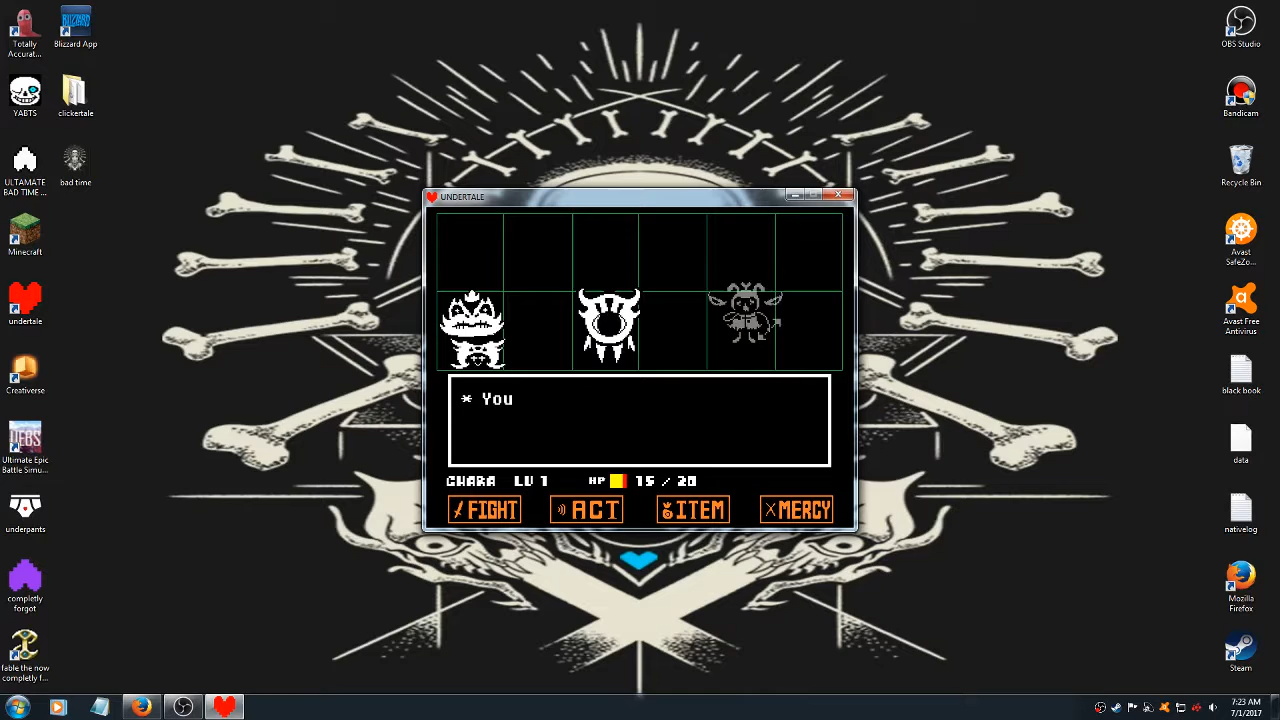 Totally
Accurat...
Blizzard App
BLIZZARD
YABTS
clickertale
ULTAMATE
BAD TIME ...
bad time
Minecraft
undertale
Creativerse
UEBS
Ultimate Epic
Battle Simu...
underpants
completly
forgot
fable the now
completly f...
UNDERTALE
* You
CHARA LV 1 HP 15 / 20
FIGHT
ACT
ITEM
MERCY
OBS Studio
Bandicam
Recycle Bin
Avast
SafeZo...
Avast Free
Antivirus
black book
data
nativelog
Mozilla
Firefox
Steam
7:23 AM
7/1/2017